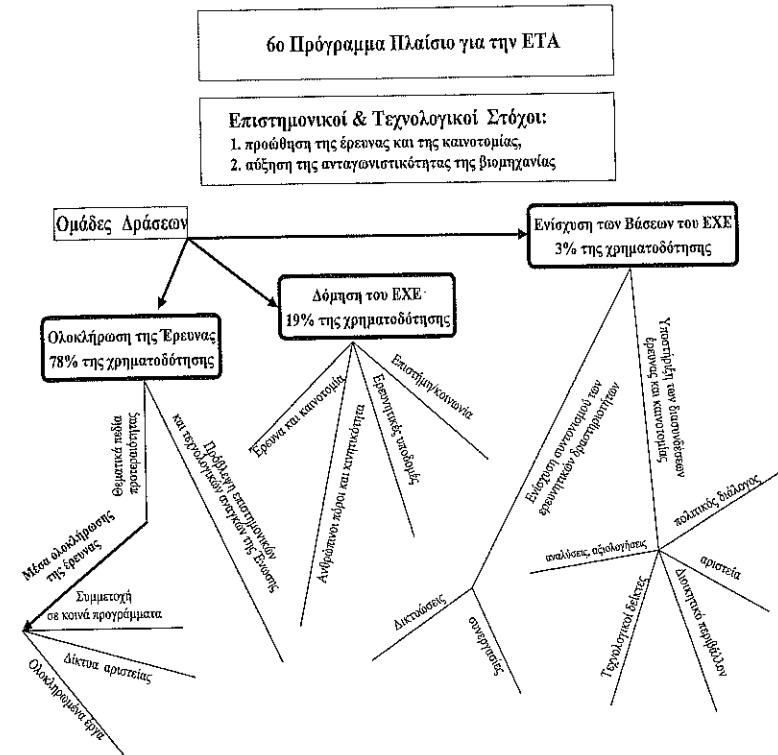 6ο Πρόγραμμα Πλαίσιο για την ΕΤΑ
Επιστημονικοί & Τεχνολογικοί Στόχοι:
1. προώθηση της έρευνας και της καινοτομίας,
2. αύξηση της ανταγωνιστικότητας της βιομηχανίας
Ομάδες Δράσεων
Ενίσχυση των Βάσεων του ΕΧΕ
3% της χρηματοδότησης
Δόμηση του ΕΧΕ
19% της χρηματοδότησης
Ολοκλήρωση της Έρευνας
78% της χρηματοδότησης
Θεματικά πεδία
προτεραιότητας
Πρόβλεψη επιστημονικών
και τεχνολογικών αναγκών της Ένωσης
Μέσα ολοκλήρωσης
της έρευνας
Συμμετοχή
σε κοινά προγράμματα
Δίκτυα αριστείας
Ολοκληρωμένα έργα
Έρευνα και καινοτομία
Ανθρώπινοι πόροι και κινητικότητα
Ερευνητικές υποδομές
Επιστήμη/κοινωνία
Ενίσχυση συντονισμού των
ερευνητικών δραστηριοτήτων
Δικτυώσεις
συνεργασίες
Υποστήριξη των διασυνδέσεων
έρευνας και καινοτομίας
πολιτικός διάλογος
αναλύσεις, αξιολογήσεις
αριστεία
Τεχνολογικοί δείκτες
Διοικητικό περιβάλλον